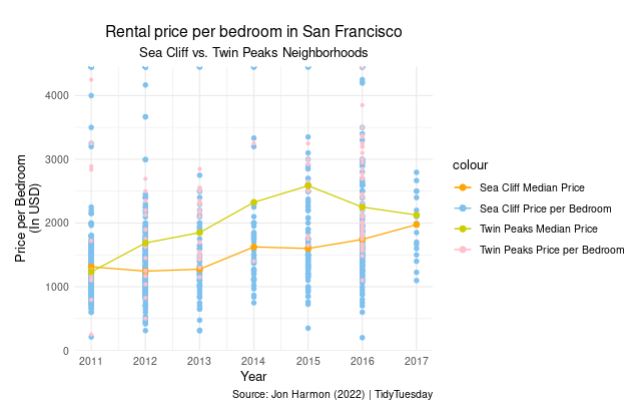 Rental price per bedroom in San Francisco
Sea Cliff vs. Twin Peaks Neighborhoods
4000
3000
2000
1000
0
Price per Bedroom
(In USD)
2011 2012 2013 2014 2015 2016 2017
Year
colour
Sea Cliff Median Price
Sea Cliff Price per Bedroom
Twin Peaks Median Price
Twin Peaks Price per Bedroom
Source: Jon Harmon (2022) | TidyTuesday